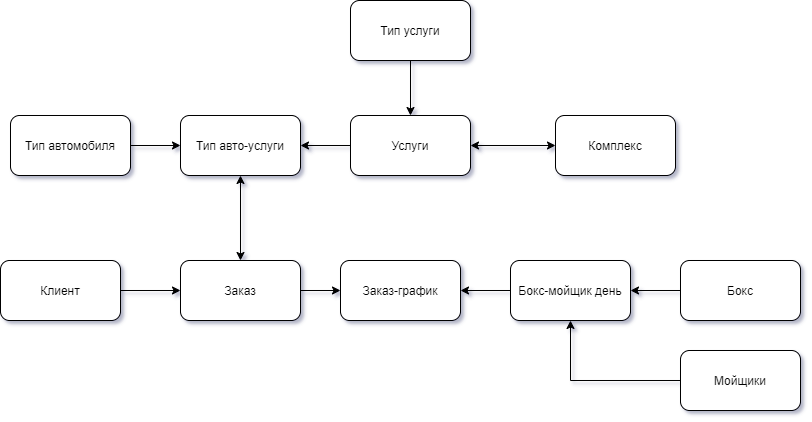 Тип услуги
Тип автомобиля
Тип авто-услуги
Услуги
Комплекс
Клиент
Заказ
Заказ-график
Бокс-мойщик день
Бокс
Мойщики